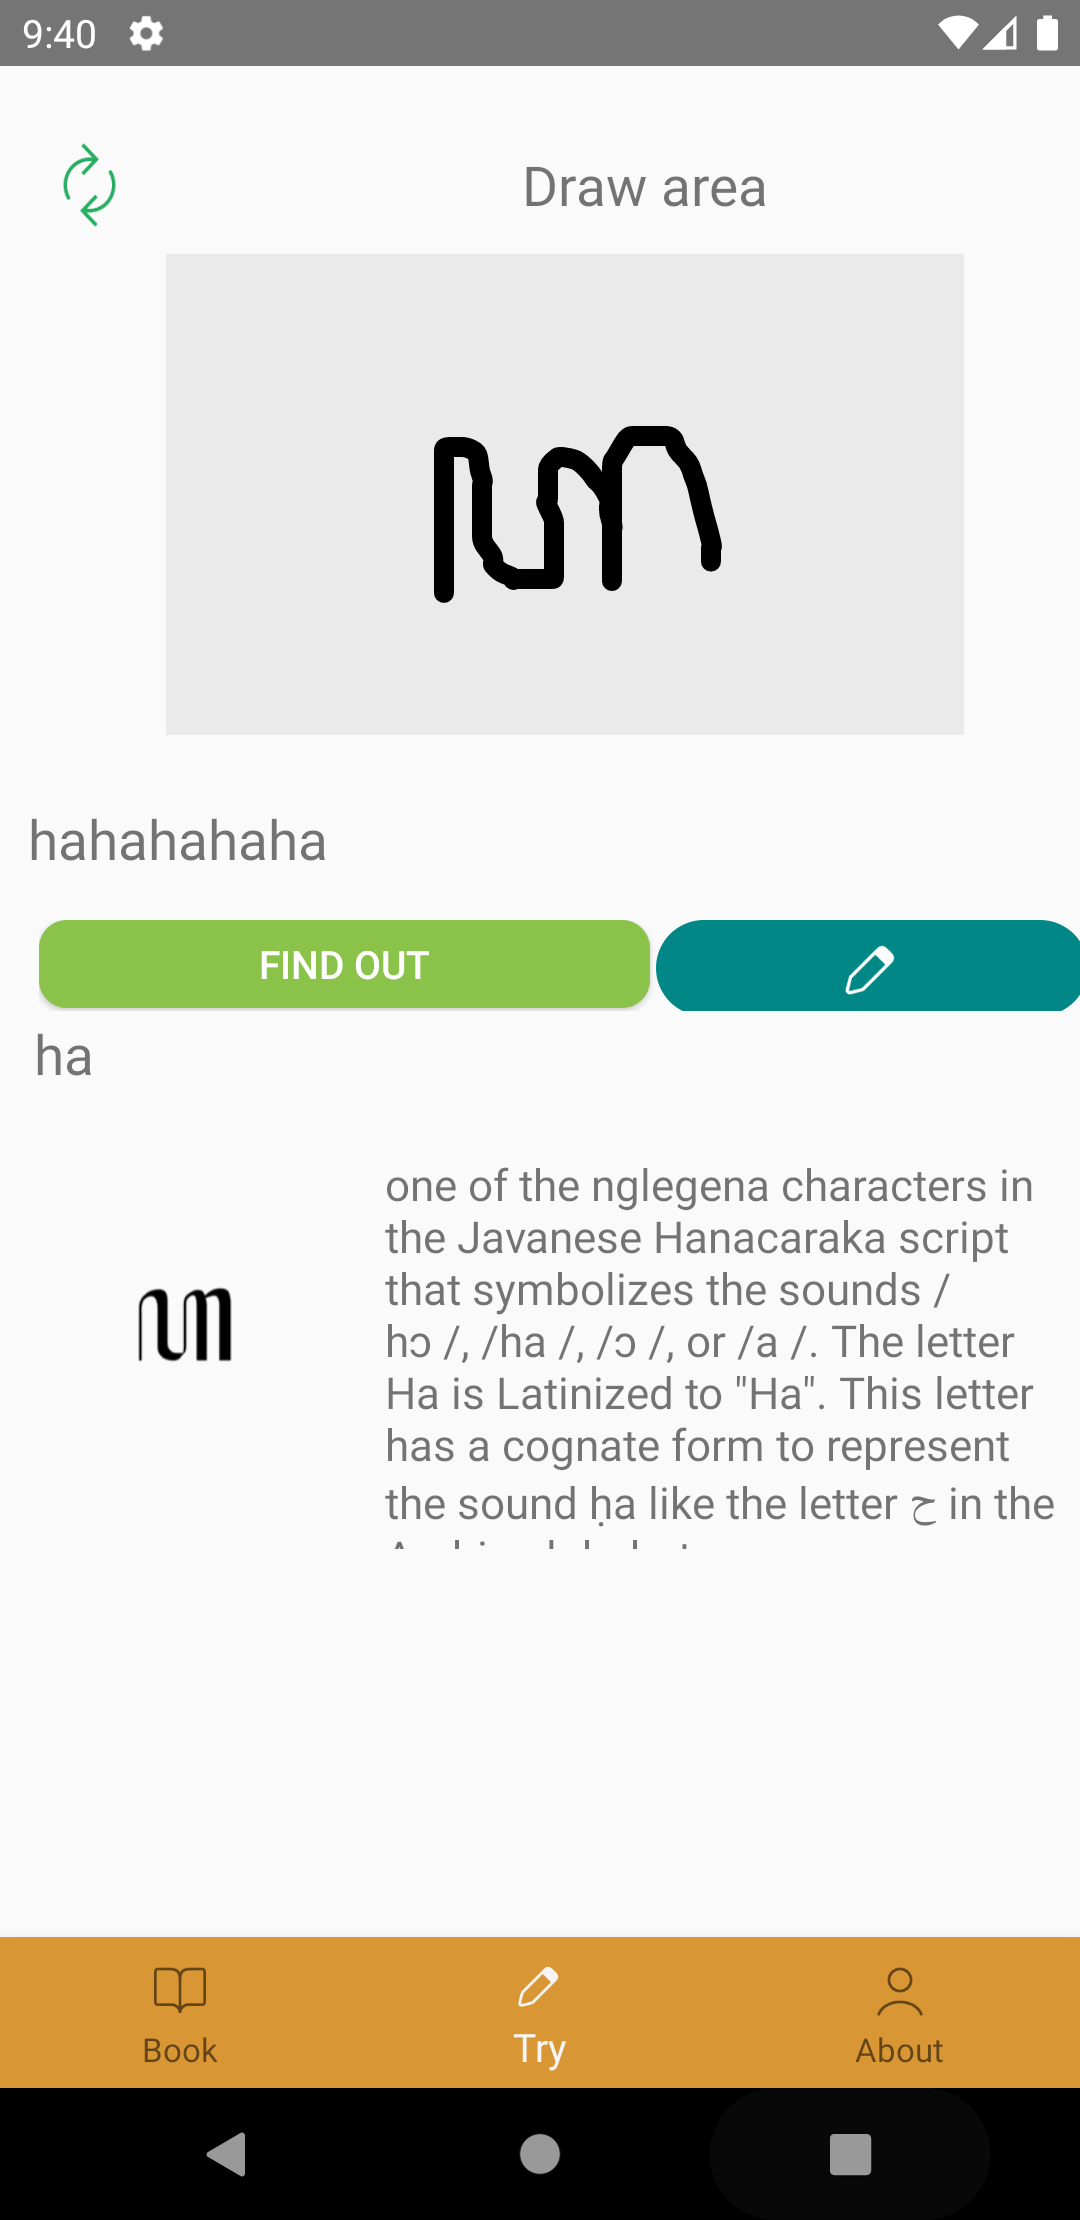 9:40
Draw area
ꦲ
hahahahaha
FIND OUT
ha
ꦲ
one of the nglegena characters in
the Javanese Hanacaraka script
that symbolizes the sounds /
hɔ /, /ha /, /ɔ /, or /a /. The letter
Ha is Latinized to "Ha". This letter
has a cognate form to represent
the sound ḥa like the letter ح in the
Book
Try
About